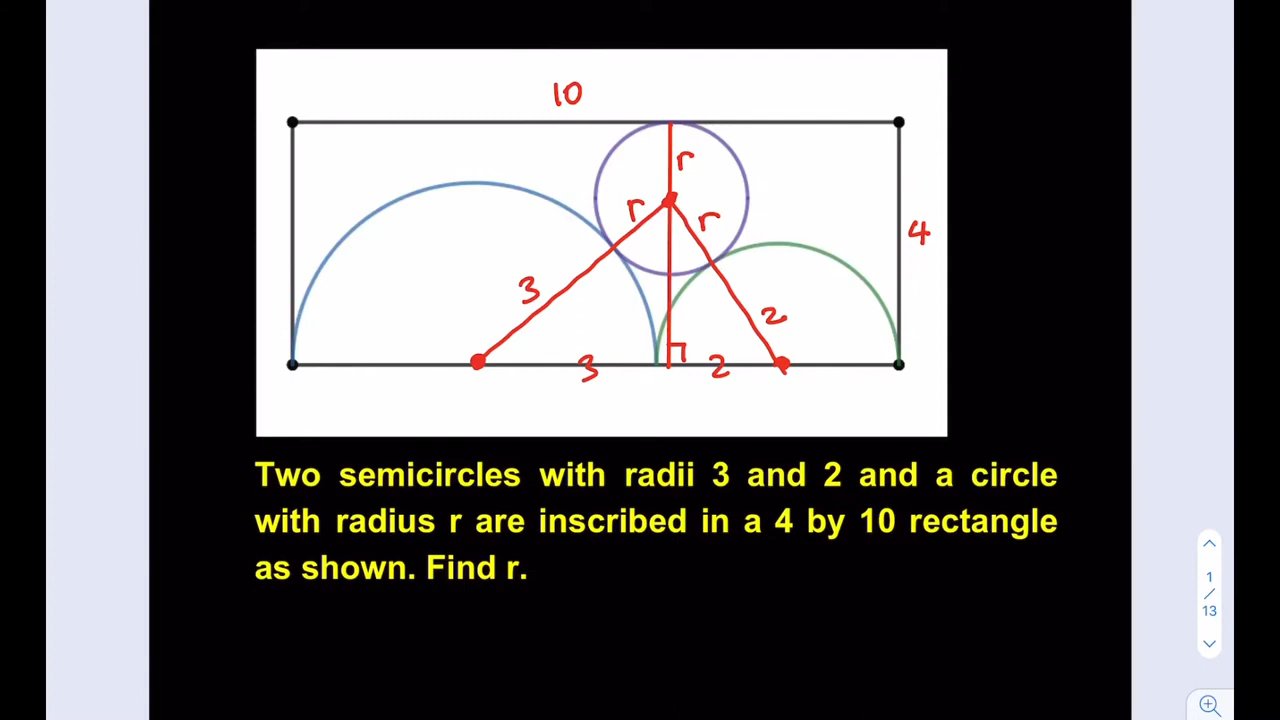 10
r
r
r
4
3
2
3
2
Two semicircles with radii 3 and 2 and a circle
with radius r are inscribed in a 4 by 10 rectangle
as shown. Find r.
1
/
13